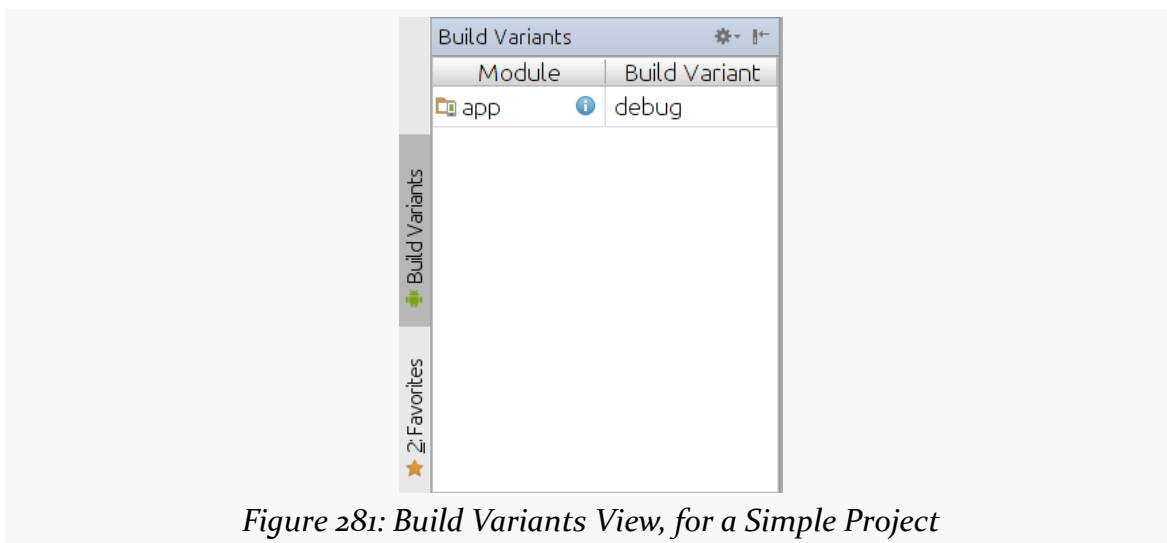 Build Variants
Module Build Variant
app debug
Build Variants
2: Favorites
Figure 281: Build Variants View, for a Simple Project